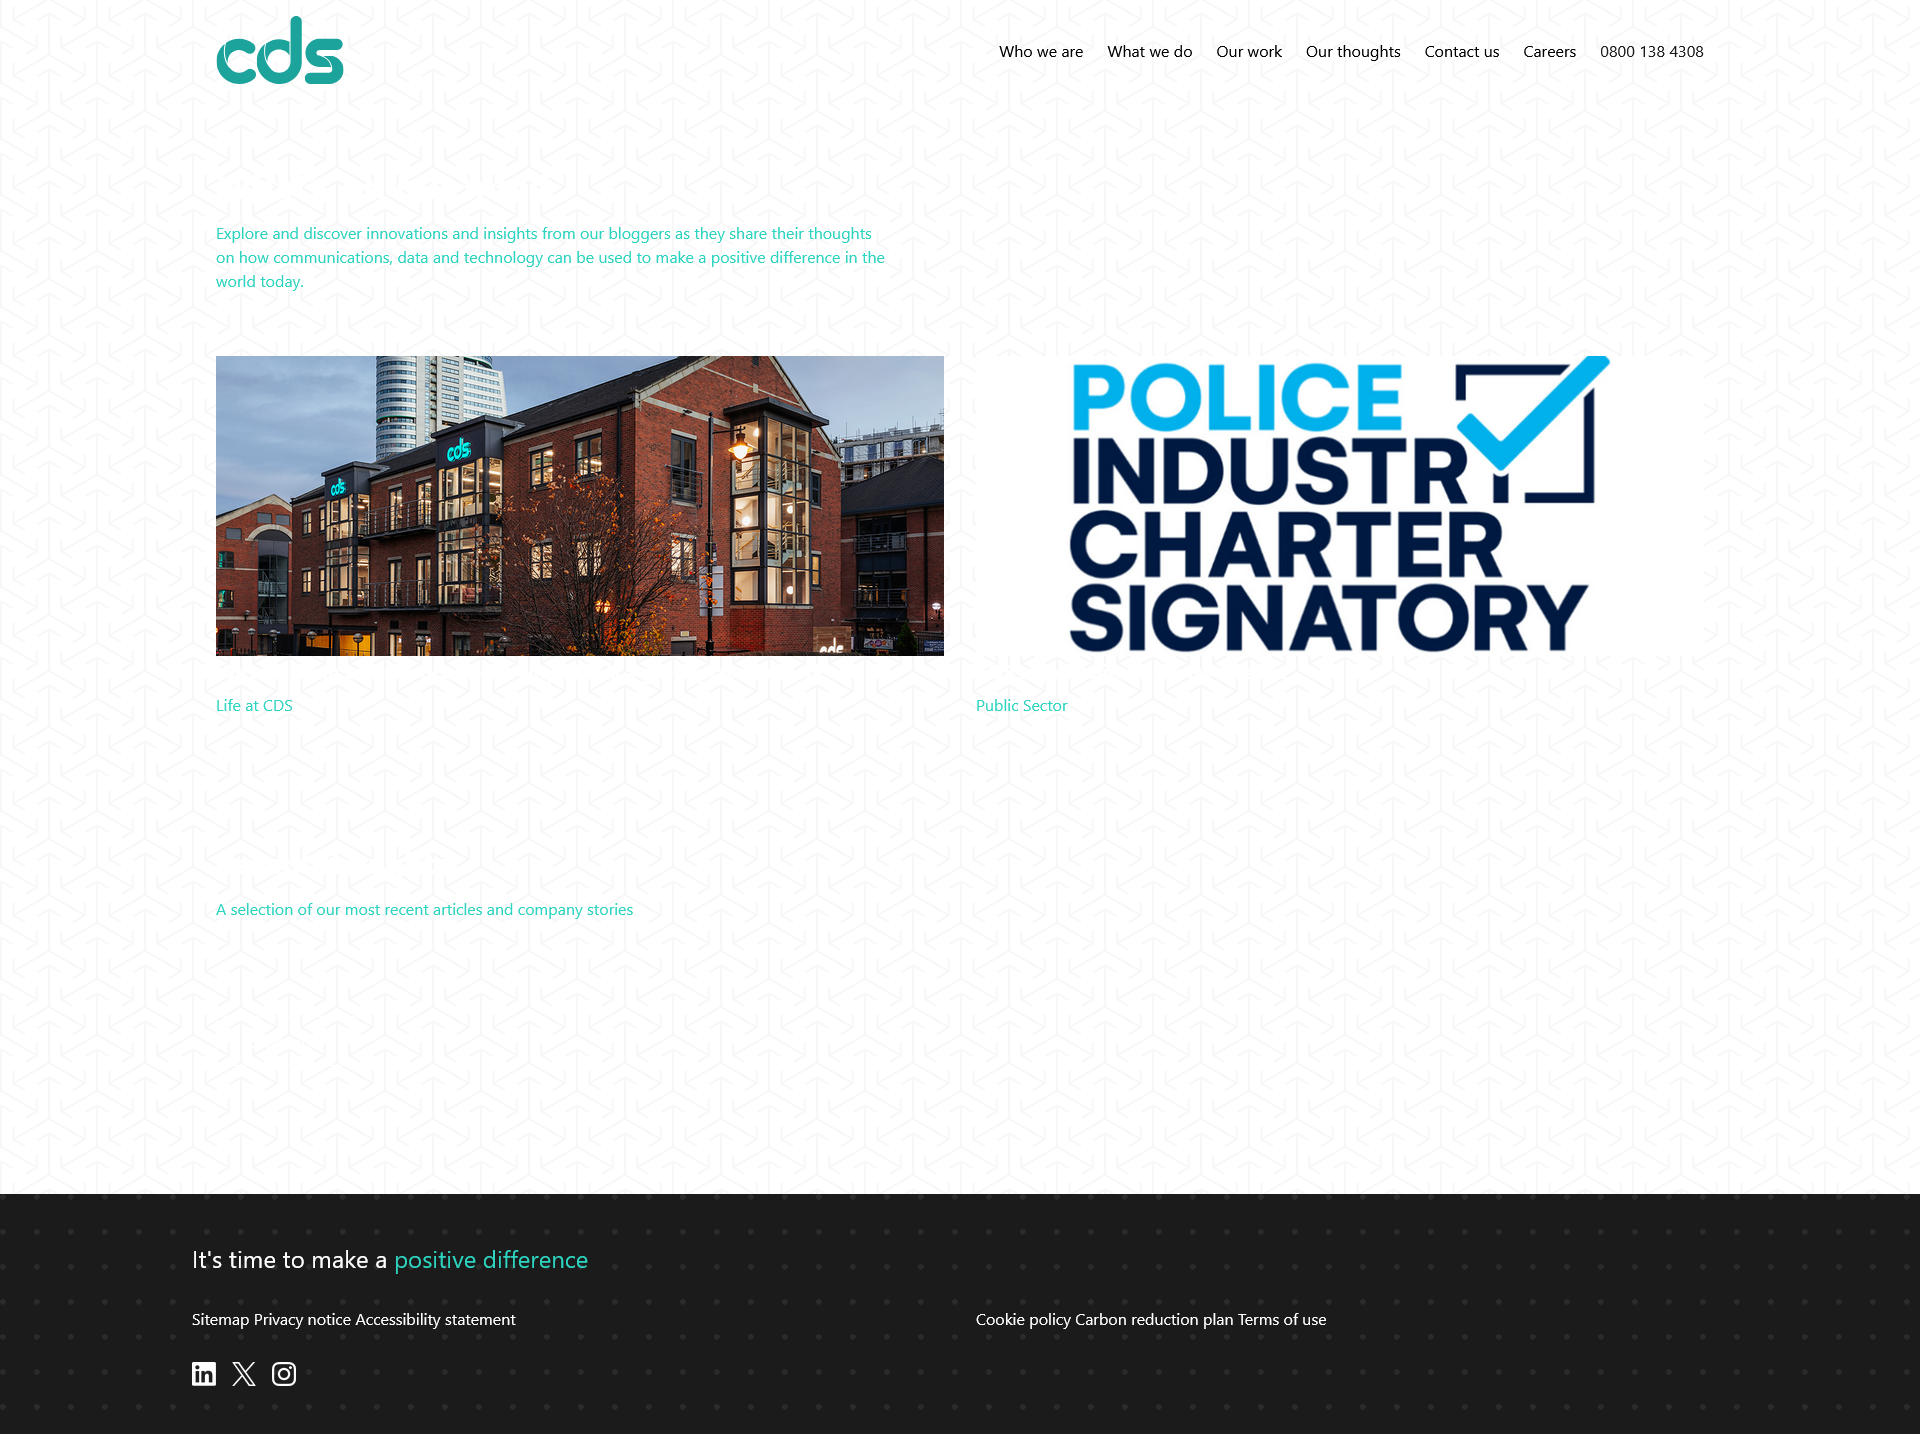 cds
Who we are What we do Our work Our thoughts Contact us Careers 0800 138 4308
Explore and discover innovations and insights from our bloggers as they share their thoughts
on how communications, data and technology can be used to make a positive difference in the
world today.
cds
cds
cds
POLICE
INDUSTRY
CHARTER
SIGNATORY
Life at CDS
Public Sector
A selection of our most recent articles and company stories
It's time to make a positive difference
Sitemap Privacy notice Accessibility statement
Cookie policy Carbon reduction plan Terms of use